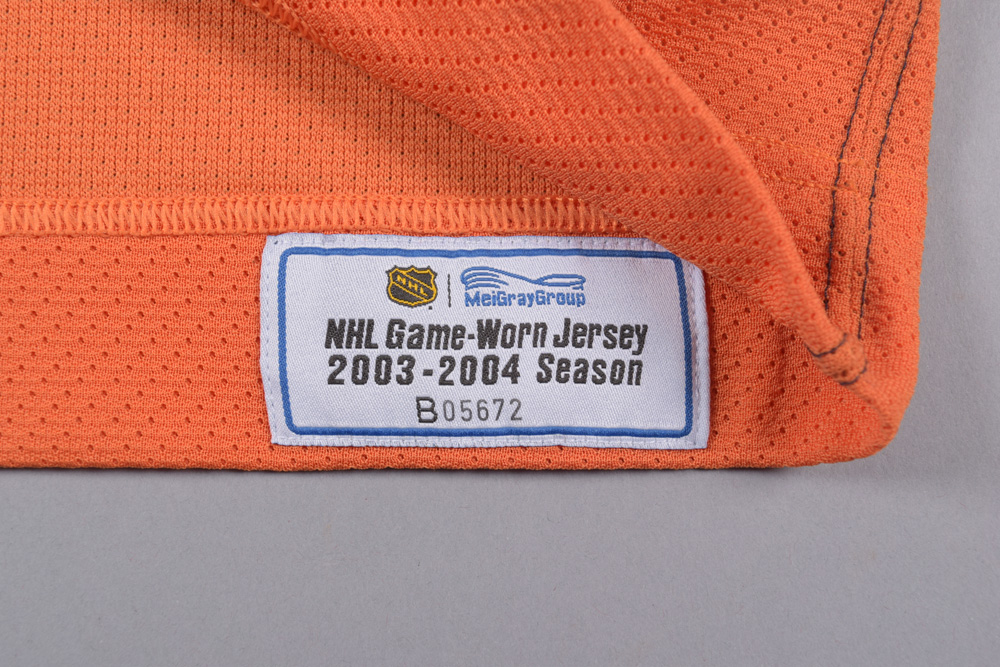 NHL
MeiGrayGroup
NHL Game-Worn Jersey
2003-2004 Season
B05672